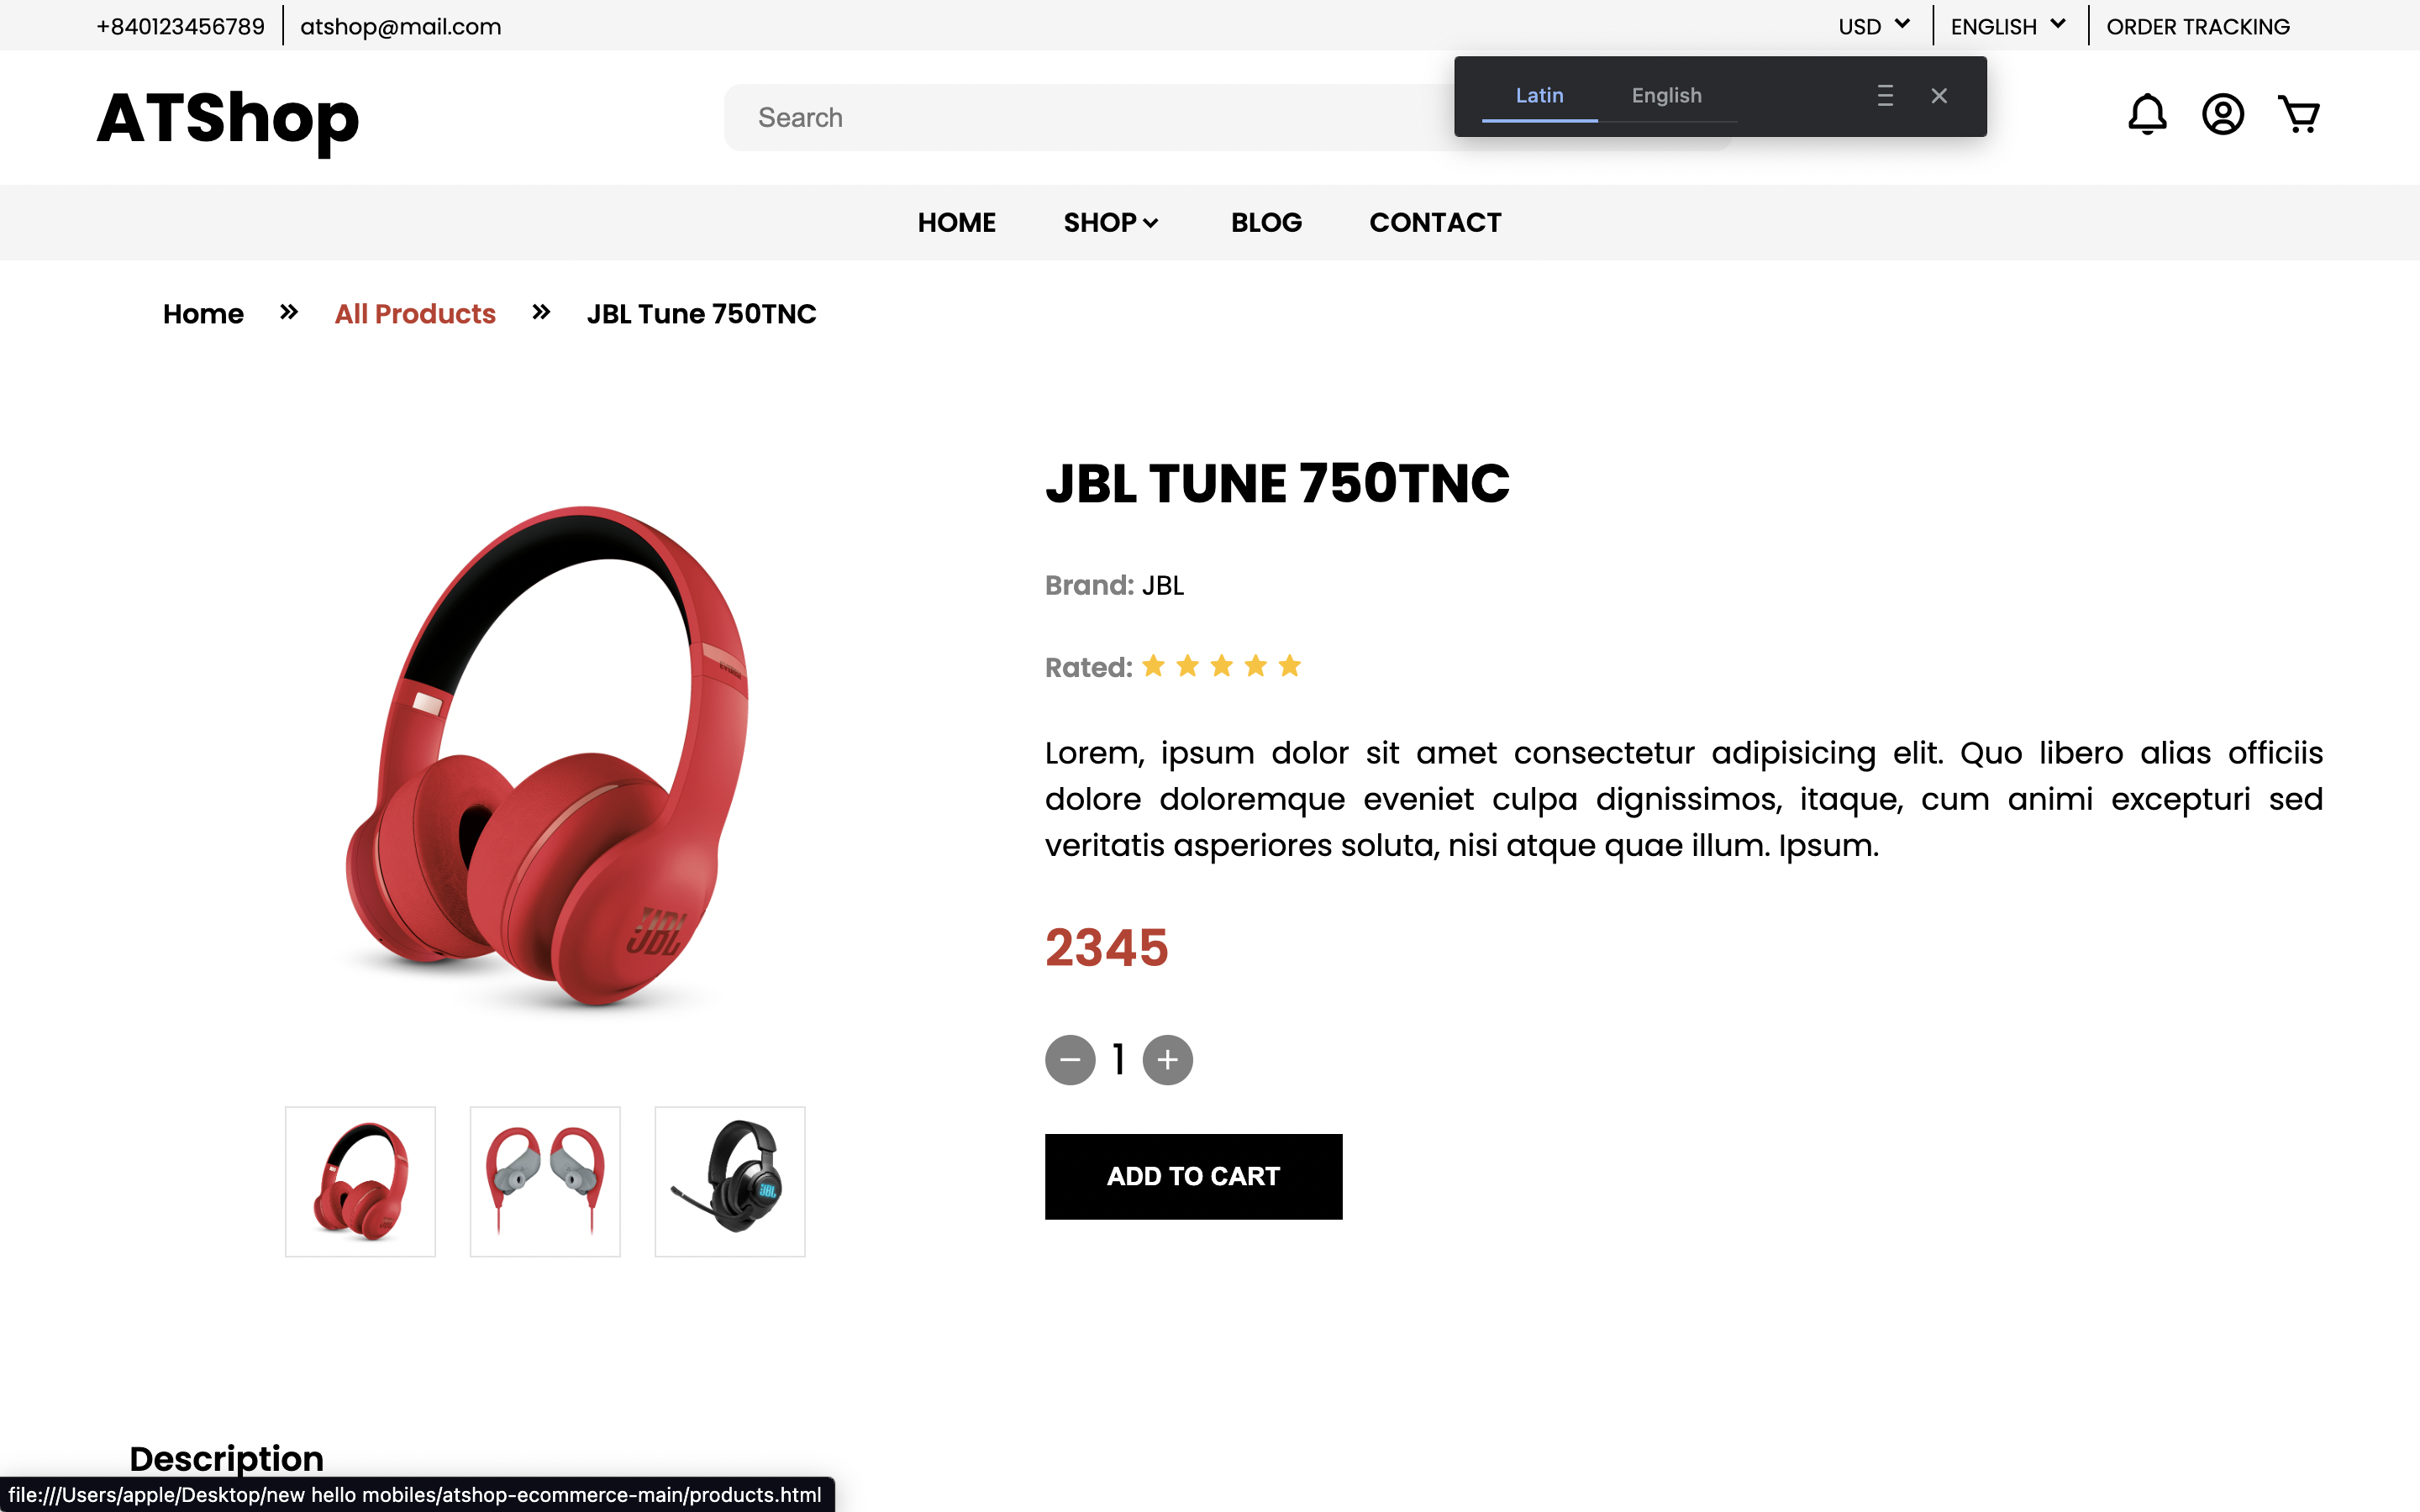 +840123456789 atshop@mail.com USD ENGLISH ORDER TRACKING
Latin English
ATShop Search
HOME SHOP BLOG CONTACT
Home » All Products » JBL Tune 750TNC
JBL TUNE 750TNC
Brand: JBL
Rated:
Lorem, ipsum dolor sit amet consectetur adipisicing elit. Quo libero alias officiis
dolore doloremque eveniet culpa dignissimos, itaque, cum animi excepturi sed
veritatis asperiores soluta, nisi atque quae illum. Ipsum.
JBL
2345
1
JBL
ADD TO CART
Description
file:///Users/apple/Desktop/new hello mobiles/atshop-ecommerce-main/products.html